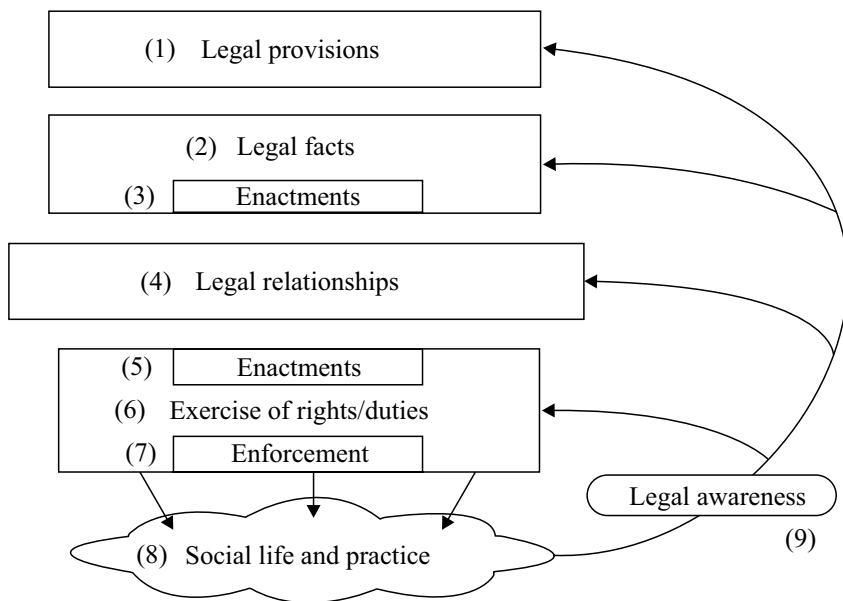 (1) Legal provisions
(2) Legal facts
(3) Enactments
(4) Legal relationships
(5) Enactments
(6) Exercise of rights/duties
(7) Enforcement
Legal awareness
(9)
(8) Social life and practice